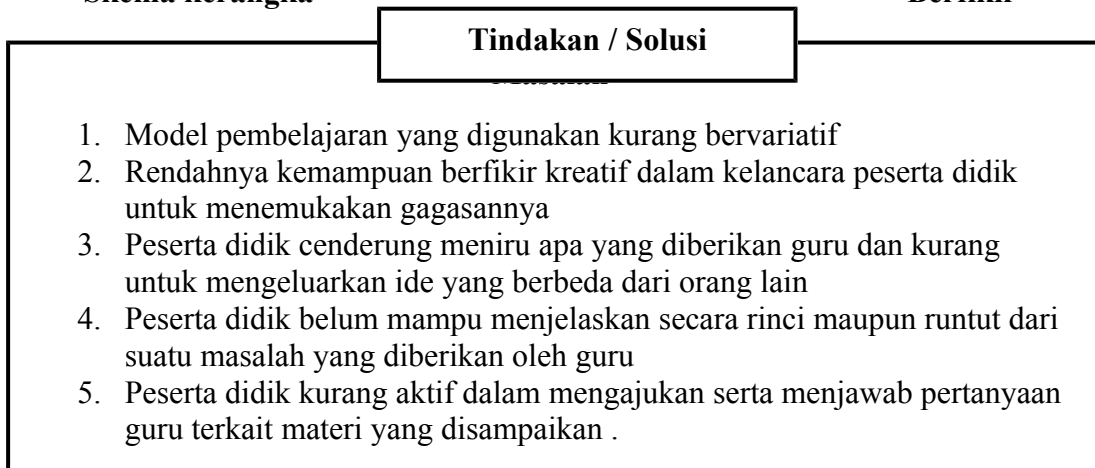 Tindakan / Solusi
1. Model pembelajaran yang digunakan kurang bervariatif
2. Rendahnya kemampuan berfikir kreatif dalam kelancara peserta didik
untuk menemukakan gagasannya
3. Peserta didik cenderung meniru apa yang diberikan guru dan kurang
untuk mengeluarkan ide yang berbeda dari orang lain
4. Peserta didik belum mampu menjelaskan secara rinci maupun runtut dari
suatu masalah yang diberikan oleh guru
5. Peserta didik kurang aktif dalam mengajukan serta menjawab pertanyaan
guru terkait materi yang disampaikan .